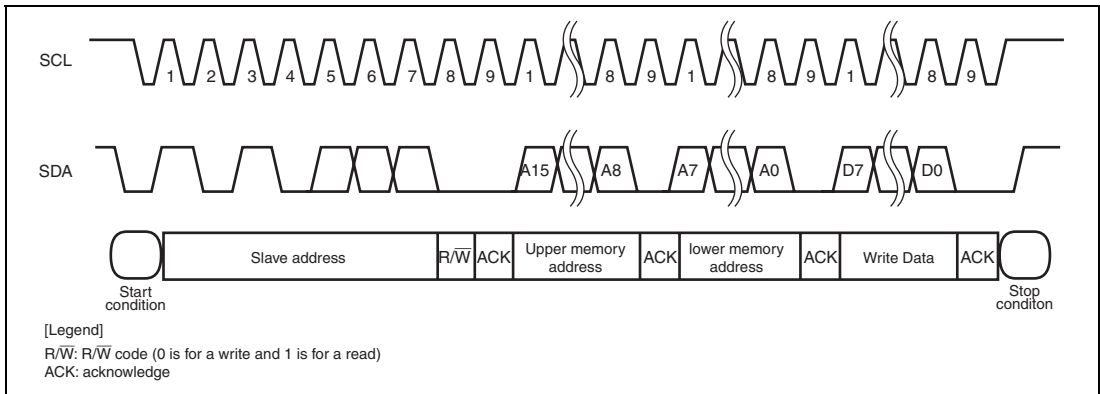 SCL
1 2 3 4 5 6 7 8 9 1 8 9 1 8 9 1 8 9
SDA
A15 A8 A7 A0 D7 D0
Slave address R/W̅ ACK Upper memory address ACK lower memory address ACK Write Data ACK
Start condition
Stop conditon
[Legend]
R/W̅: R/W̅ code (0 is for a write and 1 is for a read)
ACK: acknowledge